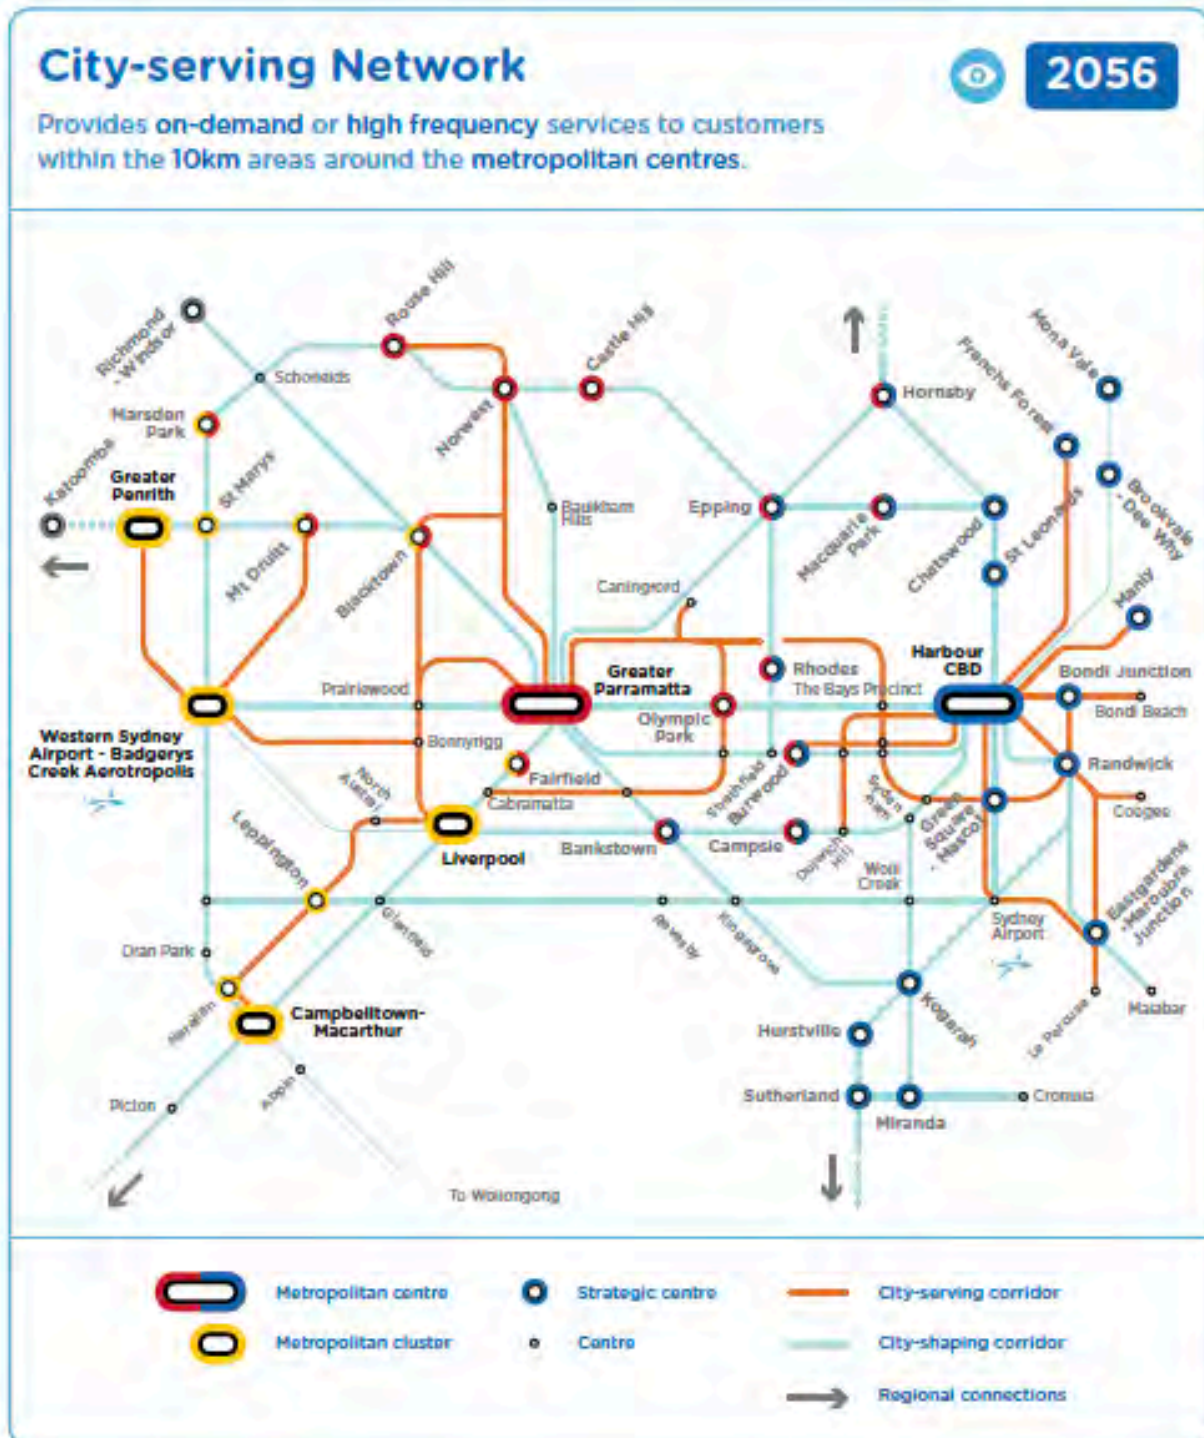 City-serving Network
2056
Provides on-demand or high frequency services to customers
within the 10km areas around the metropolitan centres.
Richmond
- Windsor
Rouse Hill
Schofields
Castle Hill
Norwest
Marsden
Park
Katoomba
Greater
Penrith
St Marys
Mt Druitt
Blacktown
Baulkham
Hills
Epping
Hornsby
Macquarie
Park
Chatswood
St Leonards
Frenchs Forest
Mona Vale
Brookvale
- Dee Why
Manly
Carlingford
Harbour
CBD
Bondi Junction
Bondi Beach
Greater
Parramatta
Rhodes
The Bays Precinct
Olympic
Park
Prairiewood
Bonnyrigg
Western Sydney
Airport - Badgerys
Creek Aerotropolis
North
Austral
Fairfield
Cabramatta
Strathfield
Burwood
Syden
ham
Green
Square
- Mascot
Randwick
Coogee
Leppington
Liverpool
Bankstown
Campsie
Dulwich
Hill
Wolli
Creek
Glenfield
Revesby
Kingsgrove
Sydney
Airport
Eastgardens
-Maroubra
Junction
Oran Park
Narellan
Campbelltown-
Macarthur
Kogarah
Hurstville
La Perouse
Malabar
Picton
Appin
Sutherland
Miranda
Cronulla
To Wollongong
Metropolitan centre
Strategic centre
City-serving corridor
Metropolitan cluster
Centre
City-shaping corridor
Regional connections